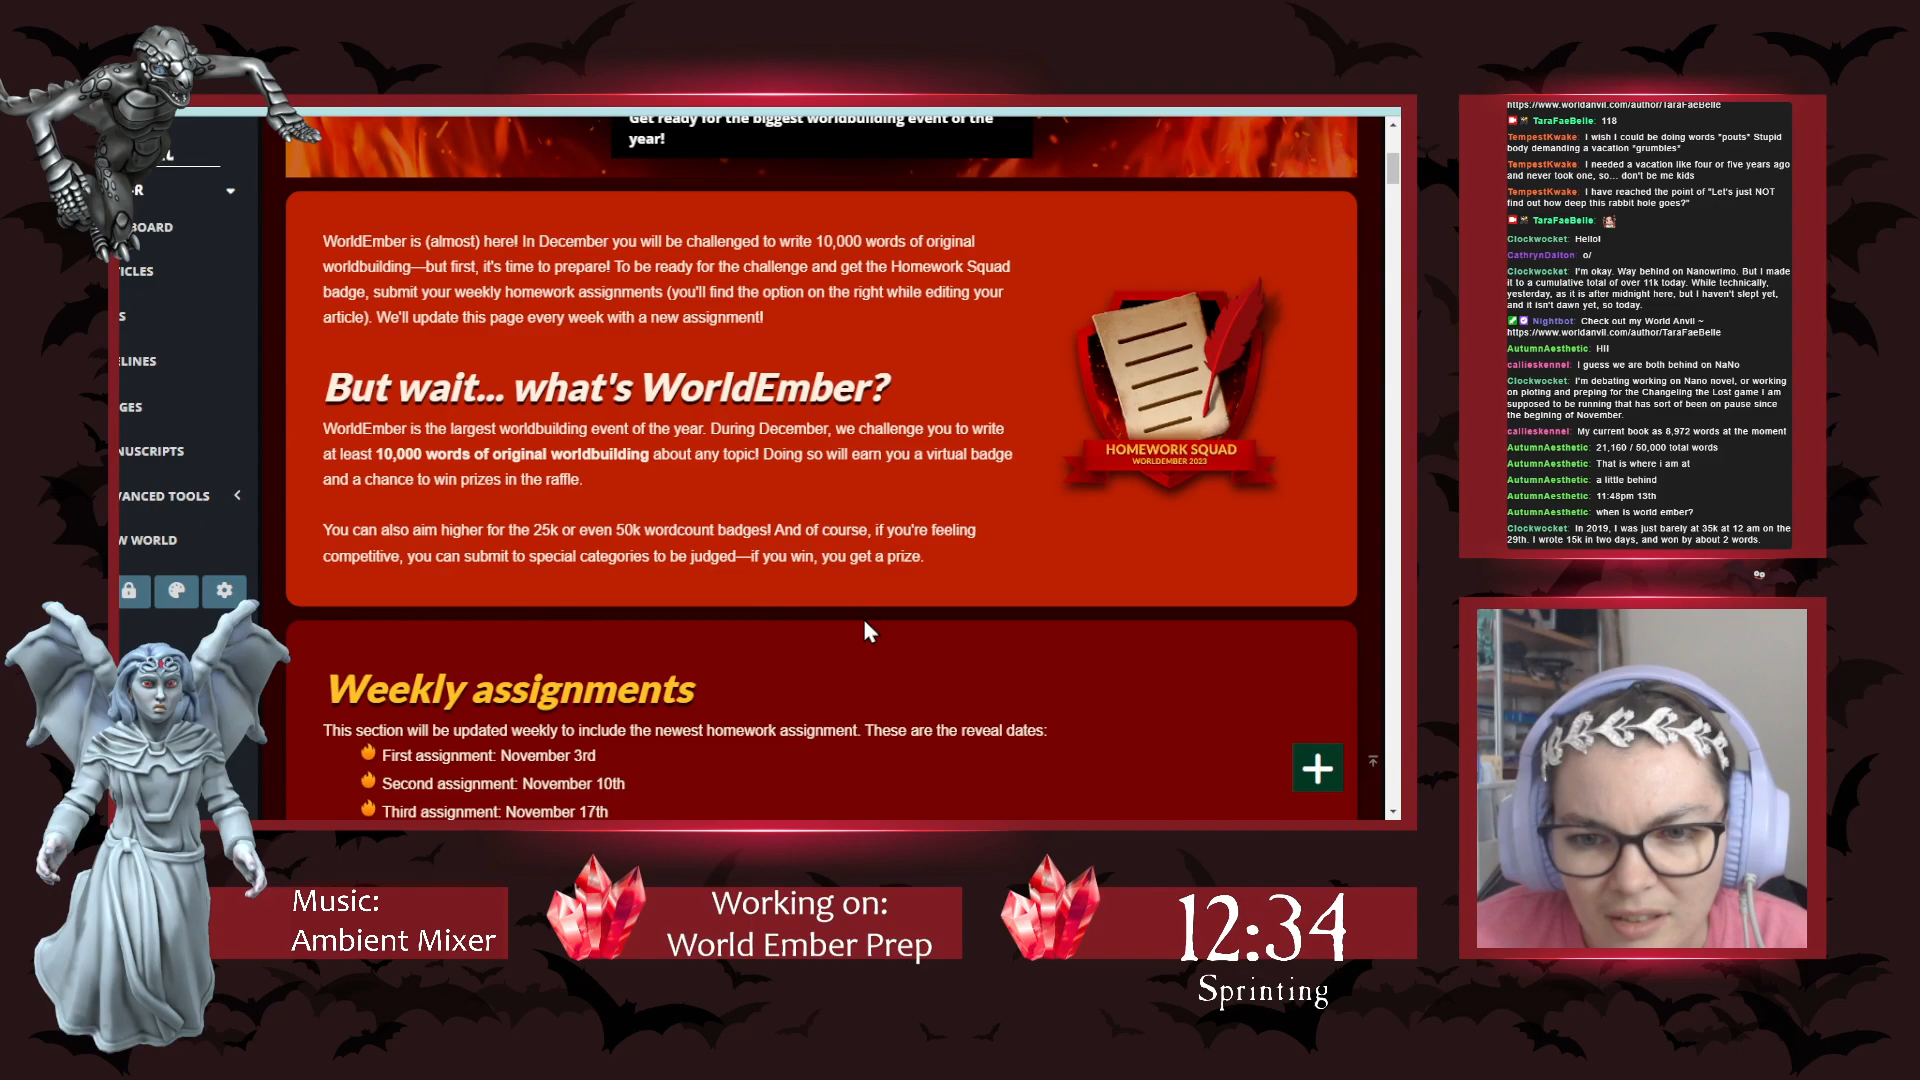 Get ready for the biggest worldbuilding event of the
year!
WorldEmber is (almost) here! In December you will be challenged to write 10,000 words of original
worldbuilding—but first, it's time to prepare! To be ready for the challenge and get the Homework Squad
badge, submit your weekly homework assignments (you'll find the option on the right while editing your
article). We'll update this page every week with a new assignment!
But wait... what's WorldEmber?
WorldEmber is the largest worldbuilding event of the year. During December, we challenge you to write
at least 10,000 words of original worldbuilding about any topic! Doing so will earn you a virtual badge
and a chance to win prizes in the raffle.
You can also aim higher for the 25k or even 50k wordcount badges! And of course, if you're feeling
competitive, you can submit to special categories to be judged—if you win, you get a prize.
HOMEWORK SQUAD
WORLDEMBER 2023
Weekly assignments
This section will be updated weekly to include the newest homework assignment. These are the reveal dates:
First assignment: November 3rd
Second assignment: November 10th
Third assignment: November 17th
L
-R
BOARD
ICLES
S
ELINES
GES
NUSCRIPTS
VANCED TOOLS
W WORLD
https://www.worldanvil.com/author/TaraFaeBelle
TaraFaeBelle: 118
TempestKwake: I wish I could be doing words *pouts* Stupid
body demanding a vacation *grumbles*
TempestKwake: I needed a vacation like four or five years ago
and never took one, so... don't be me kids
TempestKwake: I have reached the point of "Let's just NOT
find out how deep this rabbit hole goes?"
TaraFaeBelle:
Clockwocket: Hello!
CathrynDalton: o/
Clockwocket: I'm okay. Way behind on Nanowrimo. But I made
it to a cumulative total of over 11k today. While technically,
yesterday, as it is after midnight here, but I haven't slept yet,
and it isn't dawn yet, so today.
Nightbot: Check out my World Anvil ~
https://www.worldanvil.com/author/TaraFaeBelle
AutumnAesthetic: HII
callieskennel: I guess we are both behind on NaNo
Clockwocket: I'm debating working on Nano novel, or working
on ploting and preping for the Changeling the Lost game I am
supposed to be running that has sort of been on pause since
the begining of November.
callieskennel: My current book as 8,972 words at the moment
AutumnAesthetic: 21,160 / 50,000 total words
AutumnAesthetic: That is where i am at
AutumnAesthetic: a little behind
AutumnAesthetic: 11:48pm 13th
AutumnAesthetic: when is world ember?
Clockwocket: In 2019, I was just barely at 35k at 12 am on the
29th. I wrote 15k in two days, and won by about 2 words.
Music:
Ambient Mixer
Working on:
World Ember Prep
12:34
Sprinting